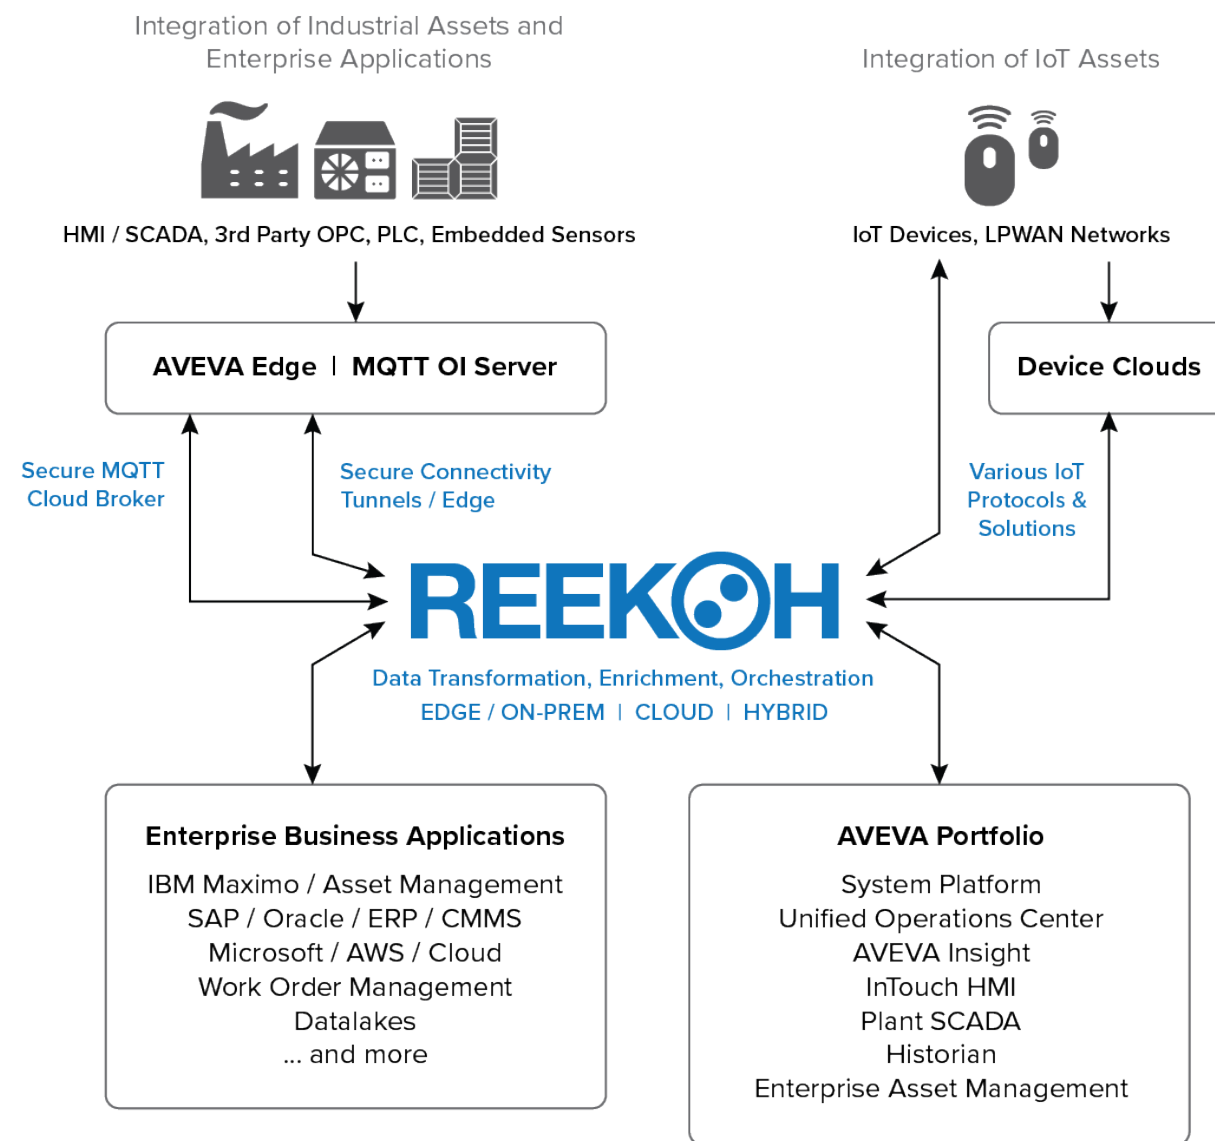 Integration of Industrial Assets and
Enterprise Applications
Integration of IoT Assets
HMI / SCADA, 3rd Party OPC, PLC, Embedded Sensors
IoT Devices, LPWAN Networks
AVEVA Edge | MQTT OI Server
Device Clouds
Secure MQTT
Cloud Broker
Secure Connectivity
Tunnels / Edge
Various IoT
Protocols &
Solutions
REEKOH
Data Transformation, Enrichment, Orchestration
EDGE / ON-PREM | CLOUD | HYBRID
Enterprise Business Applications
IBM Maximo / Asset Management
SAP / Oracle / ERP / CMMS
Microsoft / AWS / Cloud
Work Order Management
Datalakes
... and more
AVEVA Portfolio
System Platform
Unified Operations Center
AVEVA Insight
InTouch HMI
Plant SCADA
Historian
Enterprise Asset Management